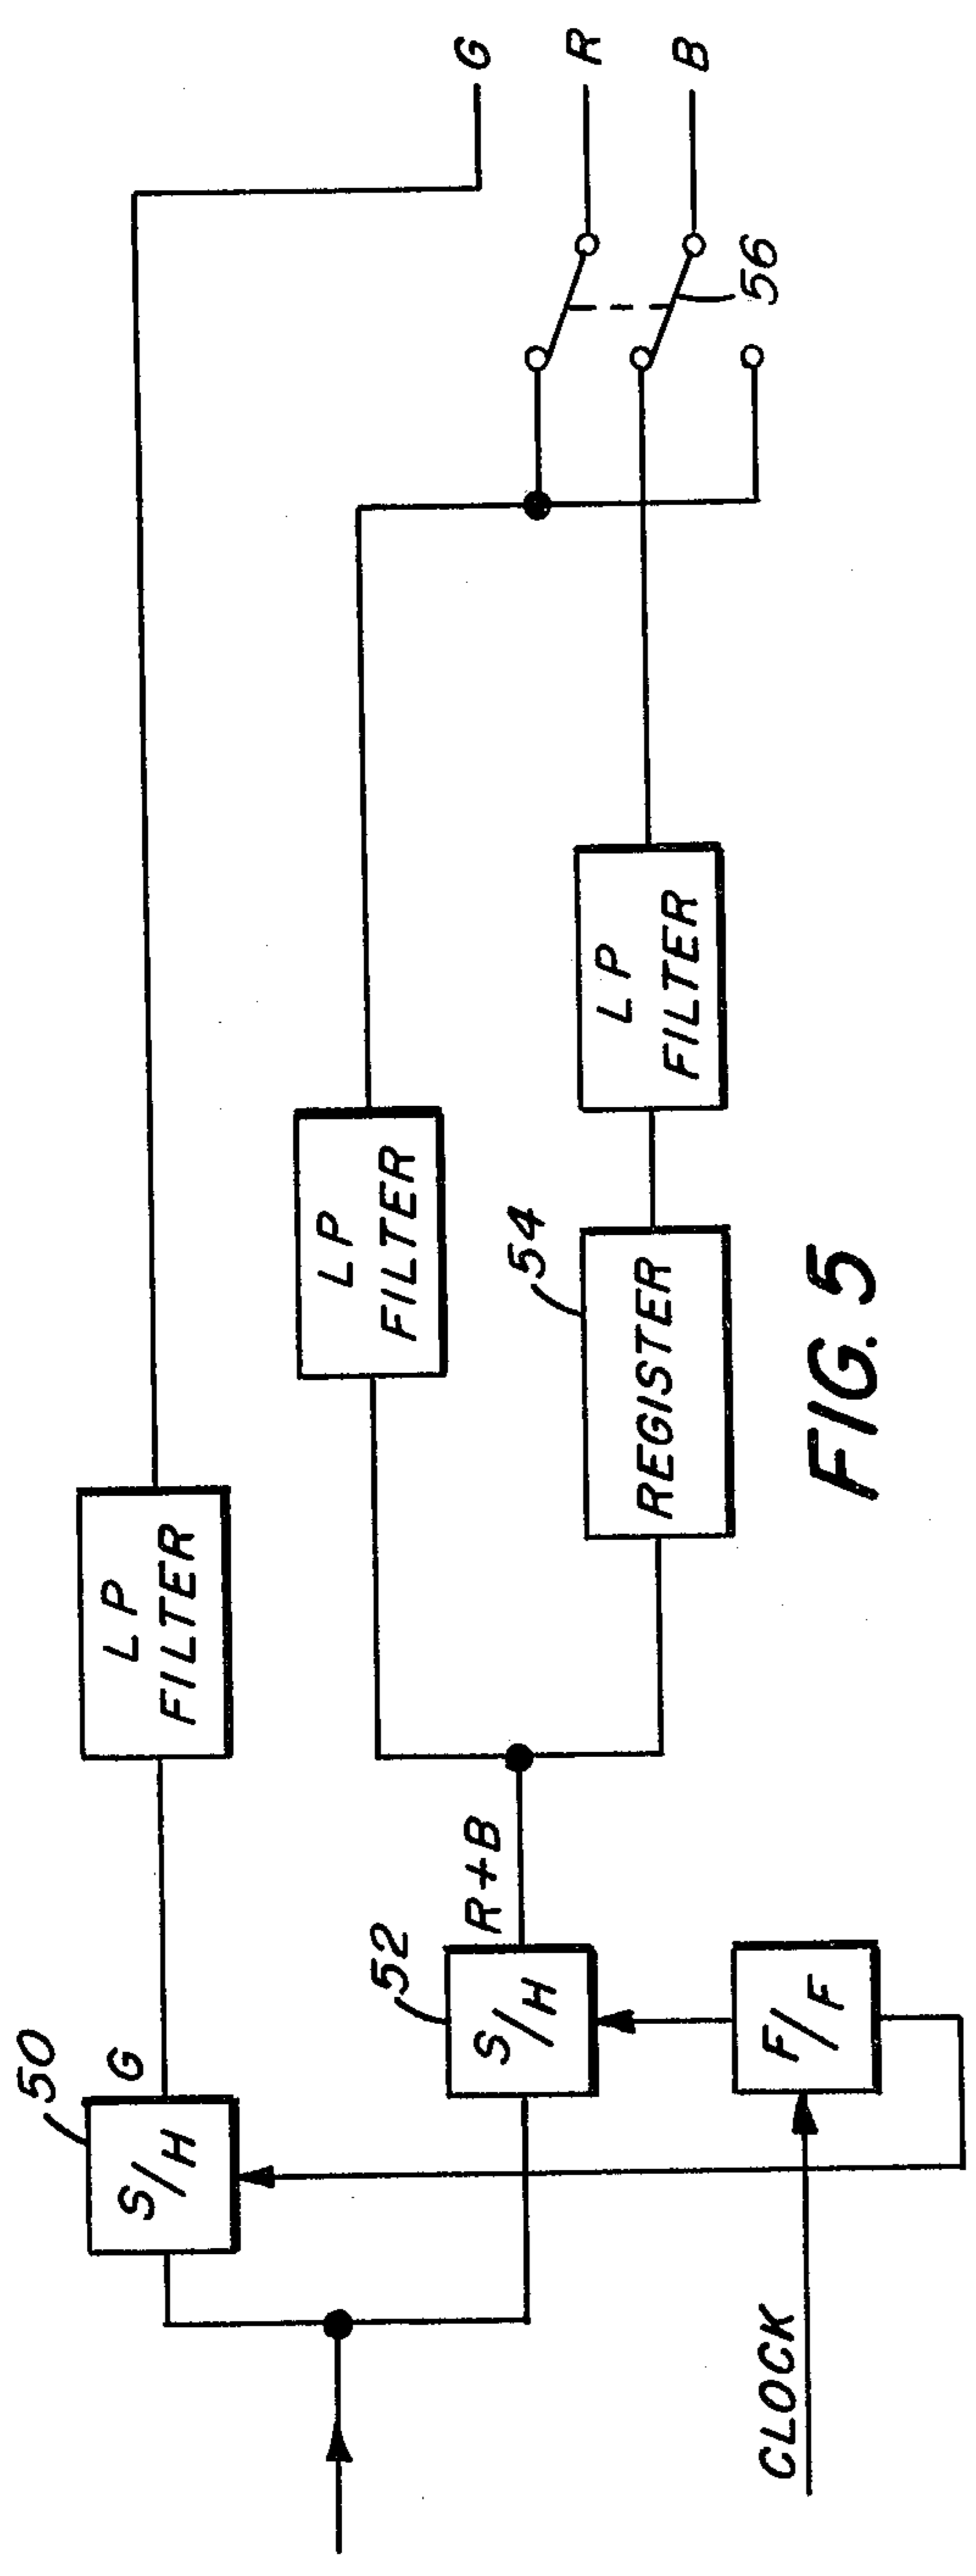 50
S/H
G
LP
FILTER
G
52
S/H
R+B
LP
FILTER
R
54
REGISTER
LP
FILTER
B
56
F/F
CLOCK
FIG. 5